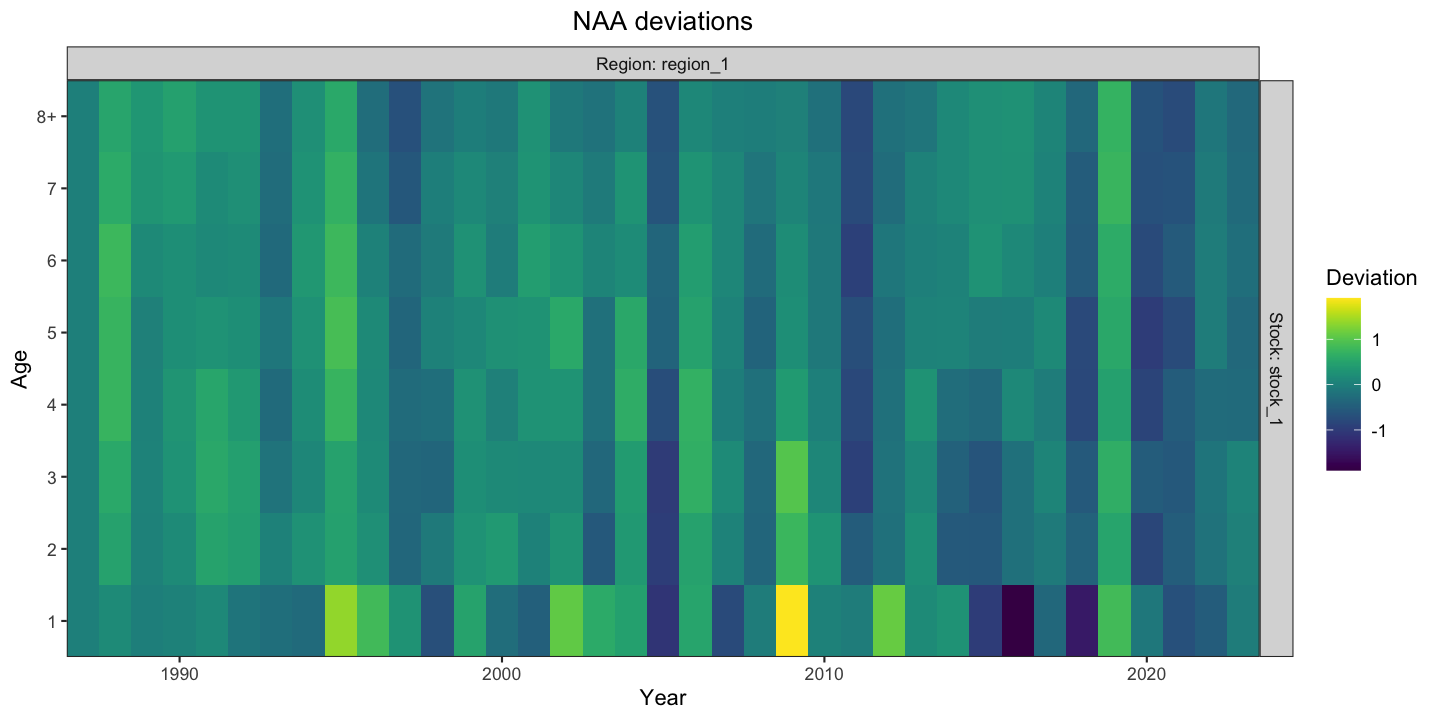 NAA deviations
Region: region_1
Stock: stock_1
Age
8+
7
6
5
4
3
2
1
1990
2000
2010
2020
Year
Deviation
1
0
-1